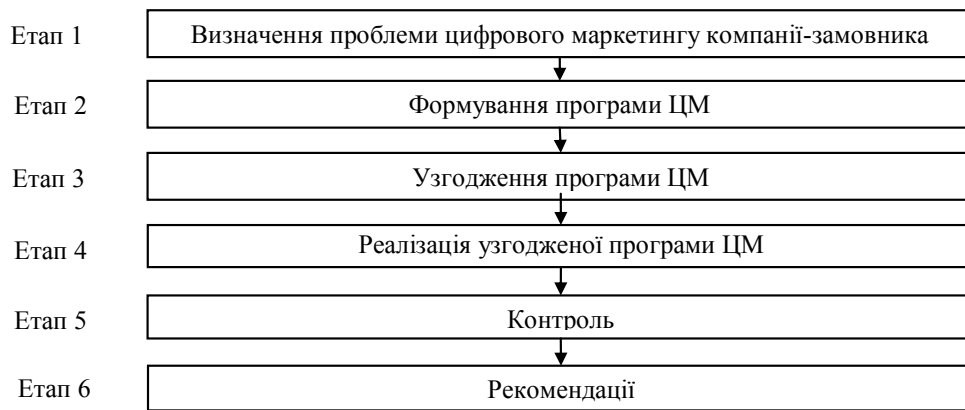 Етап 1 Визначення проблеми цифрового маркетингу компанії-замовника
Етап 2 Формування програми ЦМ
Етап 3 Узгодження програми ЦМ
Етап 4 Реалізація узгодженої програми ЦМ
Етап 5 Контроль
Етап 6 Рекомендації